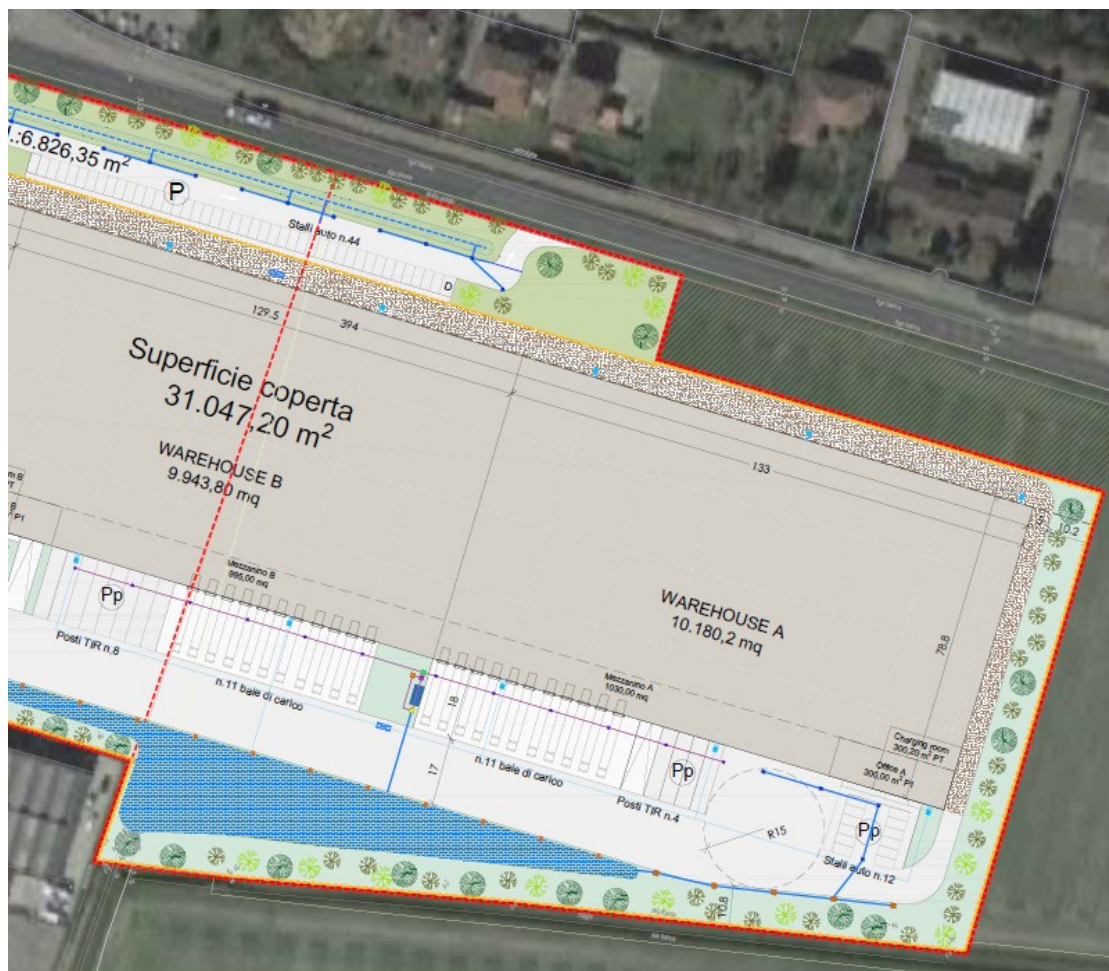 .:6.826,35 m²
P
Stalli auto n.44
D
129.5
394
Superficie coperta
31.047,20 m²
WAREHOUSE B
9.943,80 mq
133
10.2
Mezzanino B
995,00 mq
Pp
Posti TIR n.8
n.11 baie di carico
WAREHOUSE A
10.180,2 mq
78.8
Mezzanino A
1030,00 mq
18
17
n.11 baie di carico
Pp
Posti TIR n.4
Charging room
300,20 m² PT
Office A
300,00 m² P1
R15
Pp
Stalli auto n.12
10.8